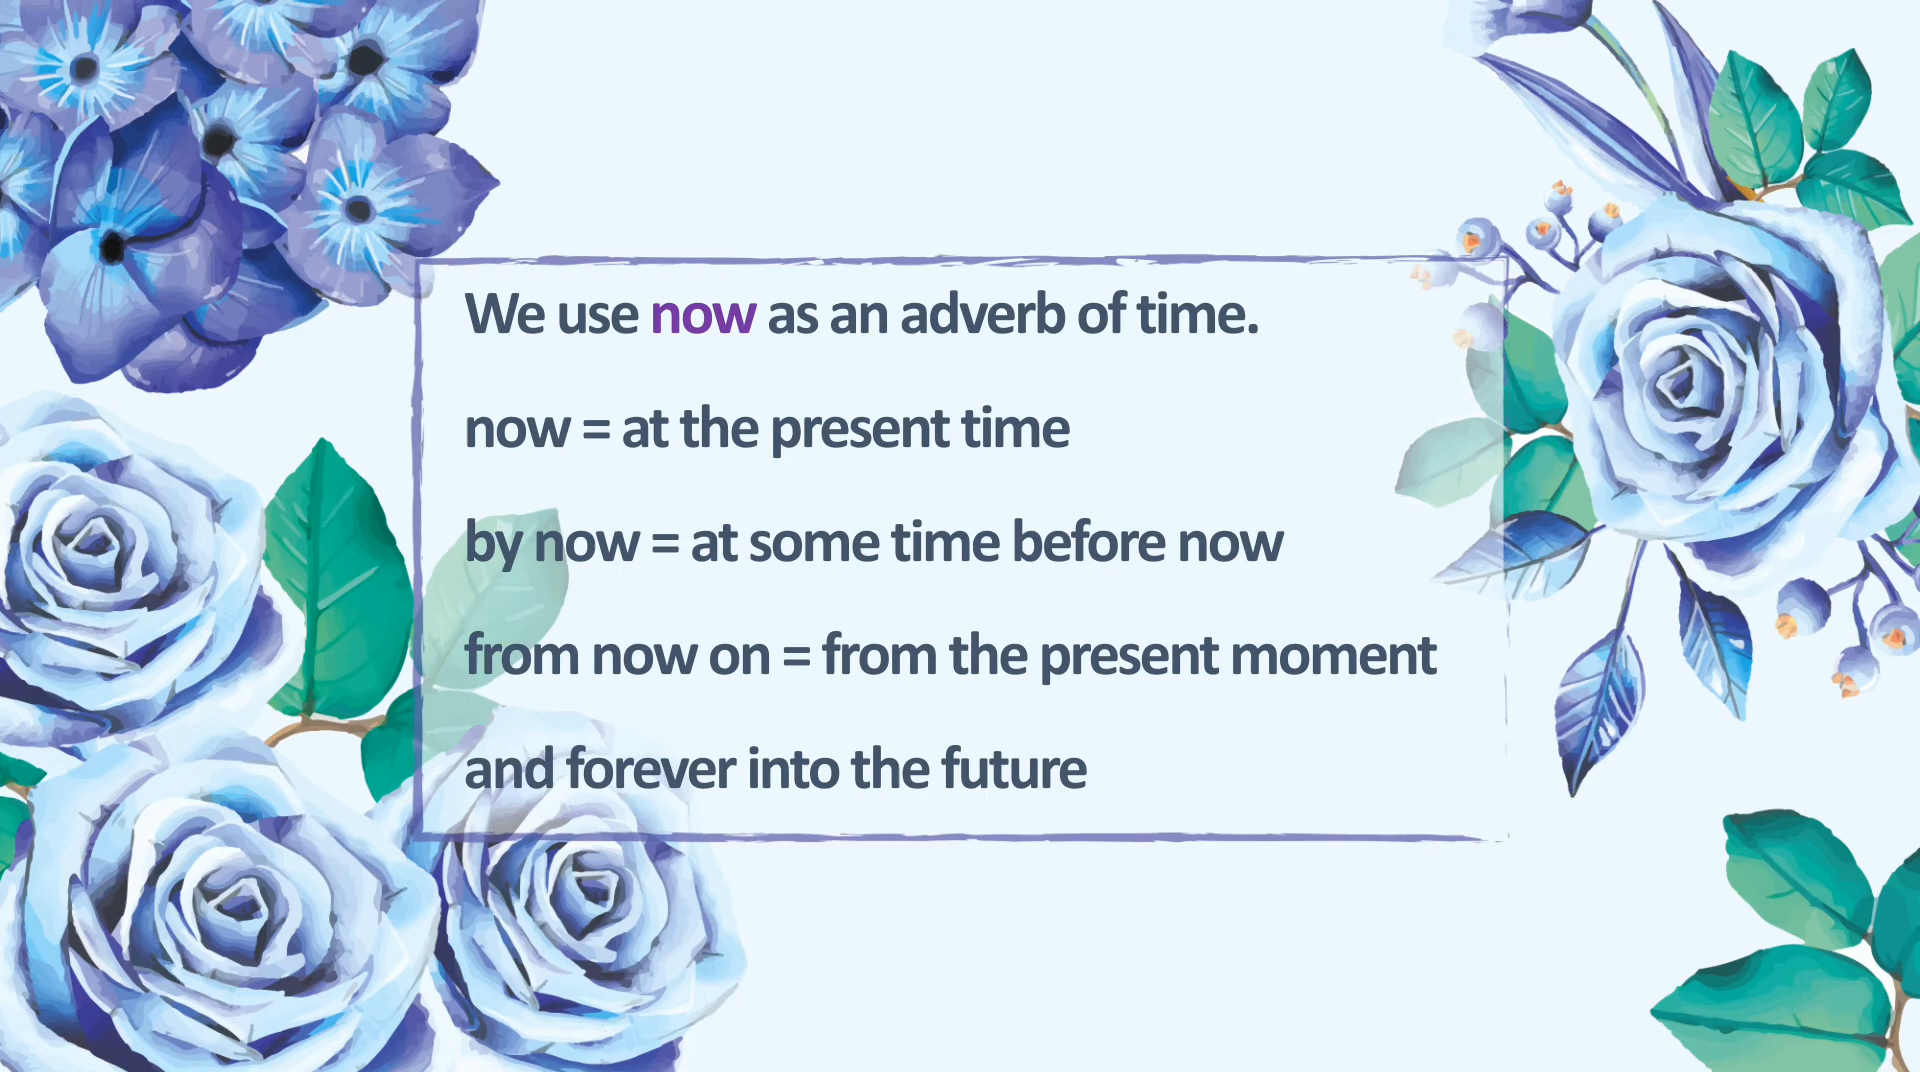 We use now as an adverb of time.
now = at the present time
by now = at some time before now
from now on = from the present moment
and forever into the future